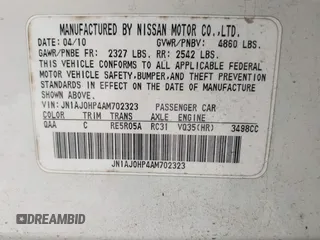 MANUFACTURED BY NISSAN MOTOR CO.,LTD.
DATE: 04/10 GVWR/PNBV: 4860 LBS.
GAWR/PNBE FR: 2327 LBS. RR: 2542 LBS.
THIS VEHICLE CONFORMS TO ALL APPLICABLE FEDERAL
MOTOR VEHICLE SAFETY, BUMPER, AND THEFT PREVENTION
STANDARDS IN EFFECT ON THE DATE OF MANUFACTURE
SHOWN ABOVE.
VIN: JN1AJ0HP4AM702323 PASSENGER CAR
COLOR TRIM TRANS AXLE ENGINE
QAA C RE5R05A RC31 VQ35(HR) 3498CC
JN1AJ0HP4AM702323
DREAMBID